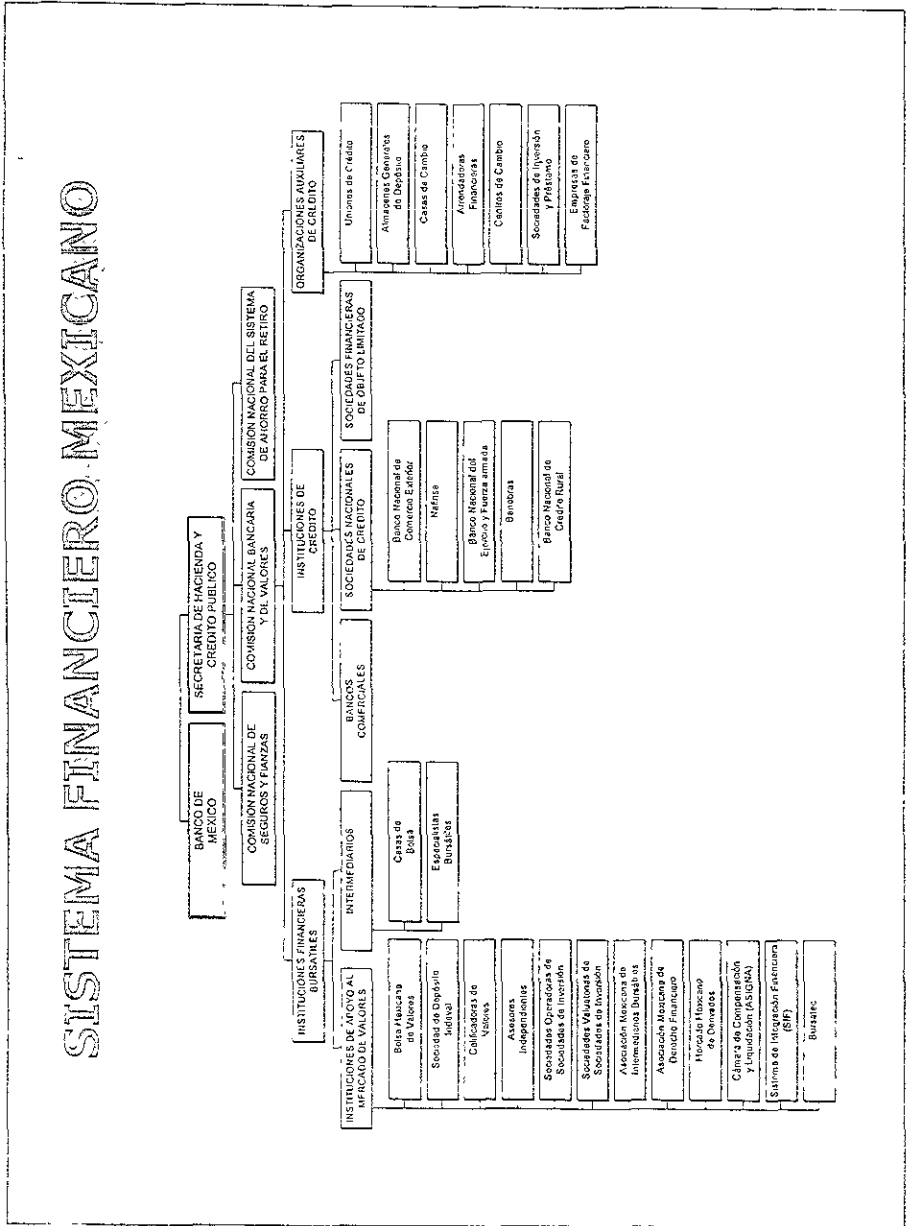 SISTEMA FINANCIERO MEXICANO
BANCO DE
MEXICO
SECRETARIA DE HACIENDA Y
CREDITO PUBLICO
COMISION NACIONAL DE
SEGUROS Y FIANZAS
COMISION NACIONAL BANCARIA
Y DE VALORES
COMISION NACIONAL DEL SISTEMA
DE AHORRO PARA EL RETIRO
INSTITUCIONES FINANCIERAS
BURSATILES
INSTITUCIONES DE
CREDITO
ORGANIZACIONES AUXILIARES
DE CREDITO
INSTITUCIONES DE APOYO AL
MERCADO DE VALORES
INTERMEDIARIOS
BANCOS
COMERCIALES
SOCIEDADES NACIONALES
DE CREDITO
SOCIEDADES FINANCIERAS
DE OBJETO LIMITADO
Bolsa Mexicana
de Valores
Sociedad de Depósito
Indeval
Calificadoras de
Valores
Asesores
Independientes
Sociedades Operadoras de
Sociedades de Inversión
Sociedades Valuatorias de
Sociedades de Inversión
Asociación Mexicana de
Intermediarios Bursátiles
Asociación Mexicana de
Derecho Financiero
Mercado Mexicano
de Derivados
Cámara de Compensación
y Liquidación (ASIGNA)
Sistema de Integración Financiera
(SIF)
Bursatec
Casas de
Bolsa
Especialistas
Bursátiles
Banco Nacional de
Comercio Exterior
Nafinsa
Banco Nacional del
Ejército y Fuerza armada
Banobras
Banco Nacional de
Credito Rural
Uniones de Crédito
Almacenes Generales
de Depósito
Casas de Cambio
Arrendadoras
Financieras
Centros de Cambio
Sociedades de Inversión
y Préstamo
Empresas de
Factoraje Financiero